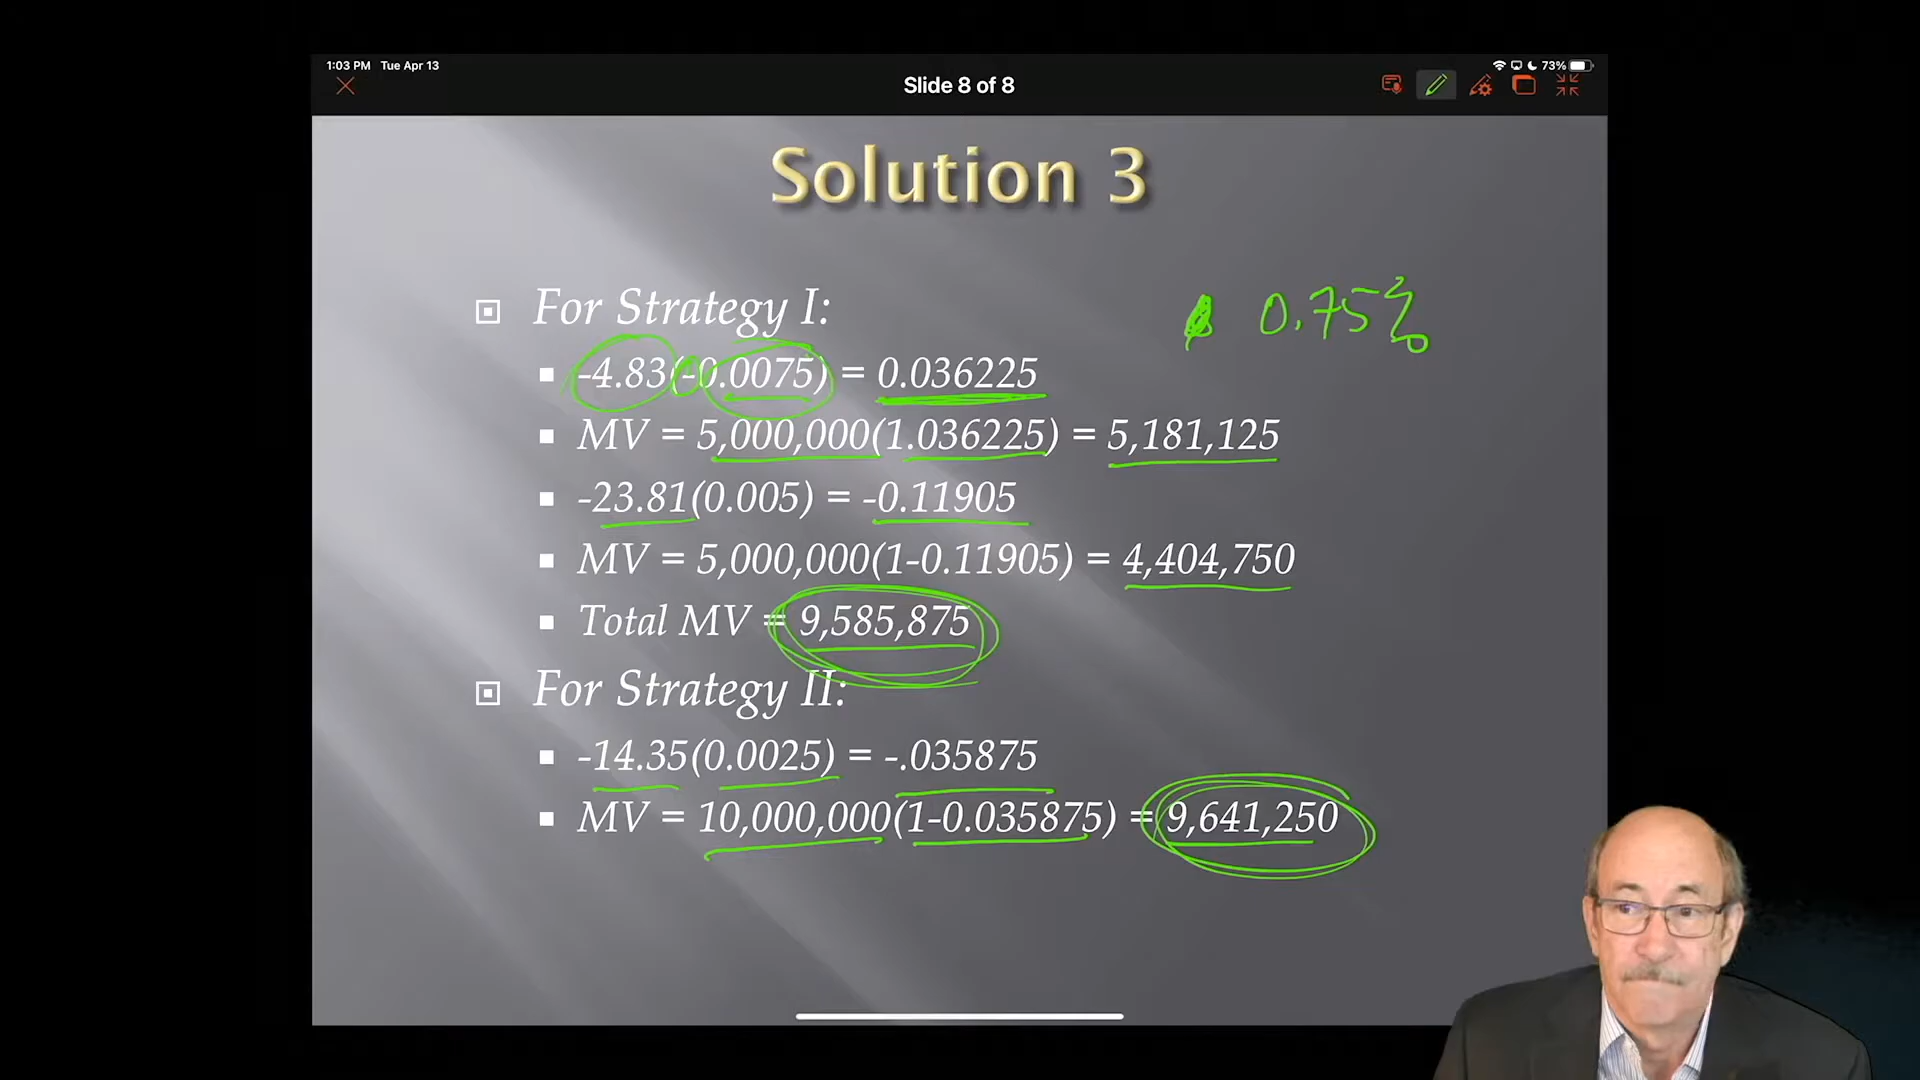 1:03 PM Tue Apr 13
73%
Slide 8 of 8
Solution 3
For Strategy I:
0.75%
-4.83(-0.0075) = 0.036225
MV = 5,000,000(1.036225) = 5,181,125
-23.81(0.005) = -0.11905
MV = 5,000,000(1-0.11905) = 4,404,750
Total MV = 9,585,875
For Strategy II:
-14.35(0.0025) = -.035875
MV = 10,000,000(1-0.035875) = 9,641,250